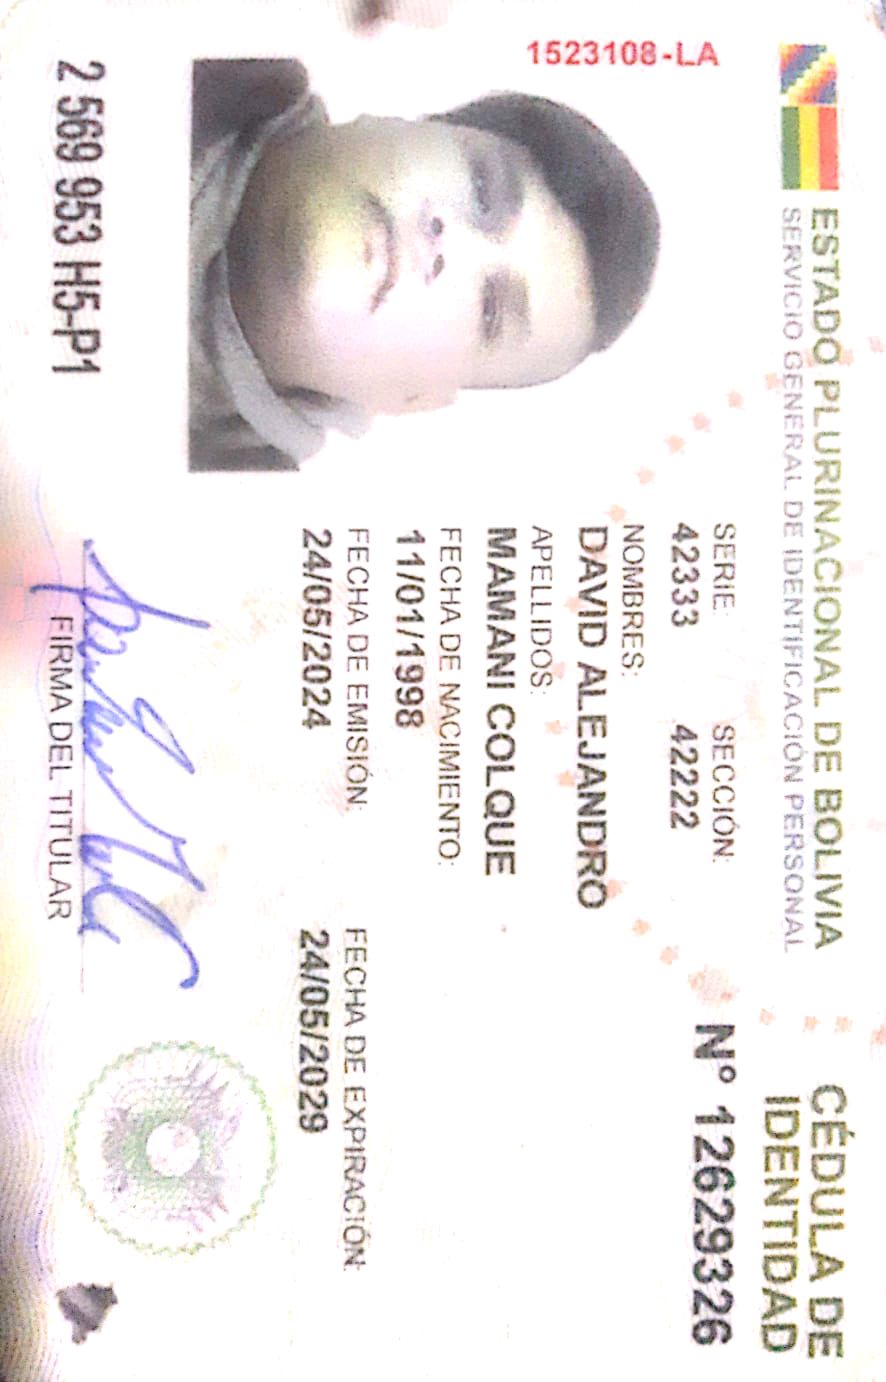 ESTADO PLURINACIONAL DE BOLIVIA
SERVICIO GENERAL DE IDENTIFICACIÓN PERSONAL
CÉDULA DE
IDENTIDAD
1523108-LA
SERIE: SECCIÓN:
42333 42222
Nº 12629326
NOMBRES:
DAVID ALEJANDRO
APELLIDOS:
MAMANI COLQUE
FECHA DE NACIMIENTO:
11/01/1998
FECHA DE EMISIÓN: FECHA DE EXPIRACIÓN:
24/05/2024 24/05/2029
2 569 953 H5-P1
FIRMA DEL TITULAR